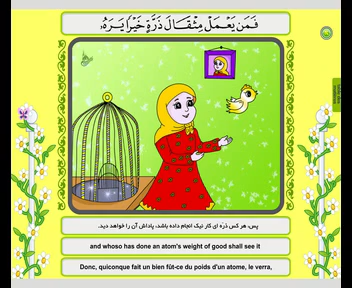 فَمَن يَعْمَلْ مِثْقَالَ ذَرَّةٍ خَيْرًا يَرَهُ
پس، هر کس ذرّه ای کار نیک انجام داده باشد، پاداش آن را خواهد دید.
and whoso has done an atom's weight of good shall see it
Donc, quiconque fait un bien fût-ce du poids d'un atome, le verra,